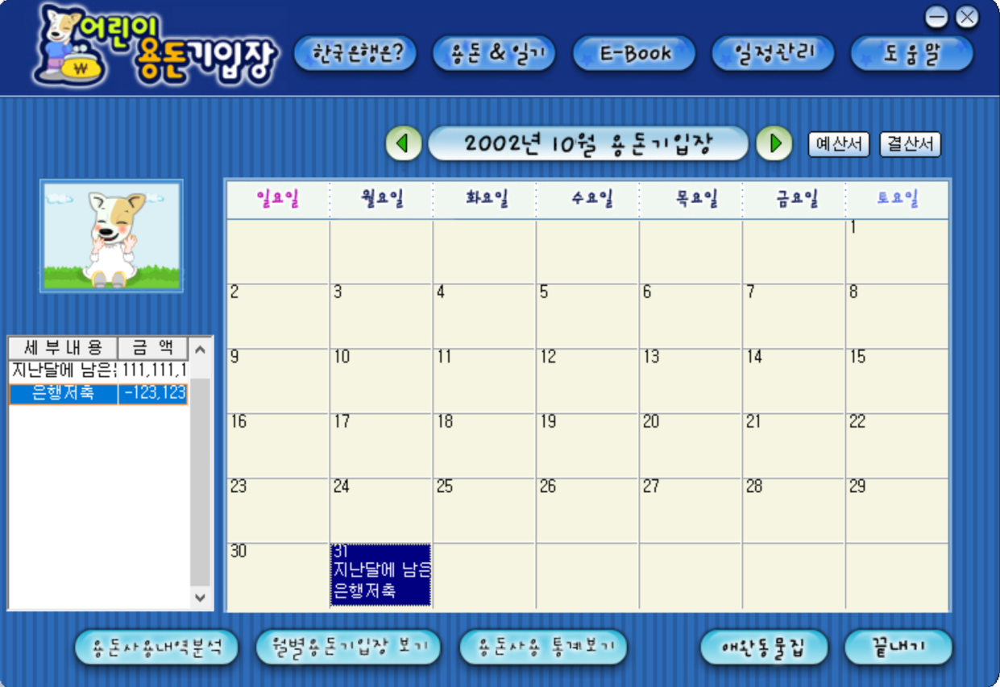 어린이
용돈기입장
한국은행은?
용돈 & 일기
E-Book
일정관리
도움말
2002년 10월 용돈기입장
예산서
결산서
일요일 월요일 화요일 수요일 목요일 금요일 토요일
1
2 3 4 5 6 7 8
9 10 11 12 13 14 15
16 17 18 19 20 21 22
23 24 25 26 27 28 29
30 31
지난달에 남은
은행저축
세부내용 금 액
지난달에 남은 111,111,1
은행저축 -123,123
용돈사용내역분석
월별용돈기입장 보기
용돈사용 통계보기
애완동물집
끝내기